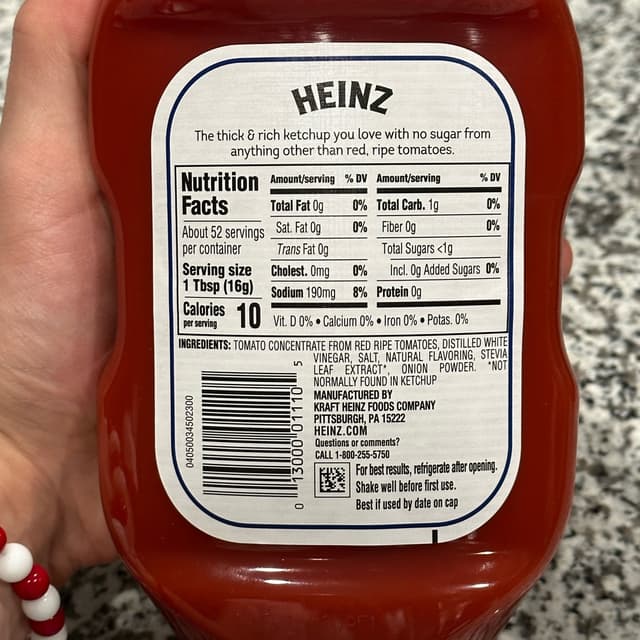 HEINZ
The thick & rich ketchup you love with no sugar from
anything other than red, ripe tomatoes.
Nutrition
Facts
About 52 servings
per container
Serving size
1 Tbsp (16g)
Calories 10
per serving
Amount/serving % DV
Total Fat 0g 0%
Sat. Fat 0g 0%
Trans Fat 0g
Cholest. 0mg 0%
Sodium 190mg 8%
Amount/serving % DV
Total Carb. 1g 0%
Fiber 0g 0%
Total Sugars <1g
Incl. 0g Added Sugars 0%
Protein 0g
Vit. D 0% • Calcium 0% • Iron 0% • Potas. 0%
INGREDIENTS: TOMATO CONCENTRATE FROM RED RIPE TOMATOES, DISTILLED WHITE
VINEGAR, SALT, NATURAL FLAVORING, STEVIA
LEAF EXTRACT*, ONION POWDER. *NOT
NORMALLY FOUND IN KETCHUP
MANUFACTURED BY
KRAFT HEINZ FOODS COMPANY
PITTSBURGH, PA 15222
HEINZ.COM
Questions or comments?
CALL 1-800-255-5750
For best results, refrigerate after opening.
Shake well before first use.
Best if used by date on cap
04050034502300
0 13000 01110 5